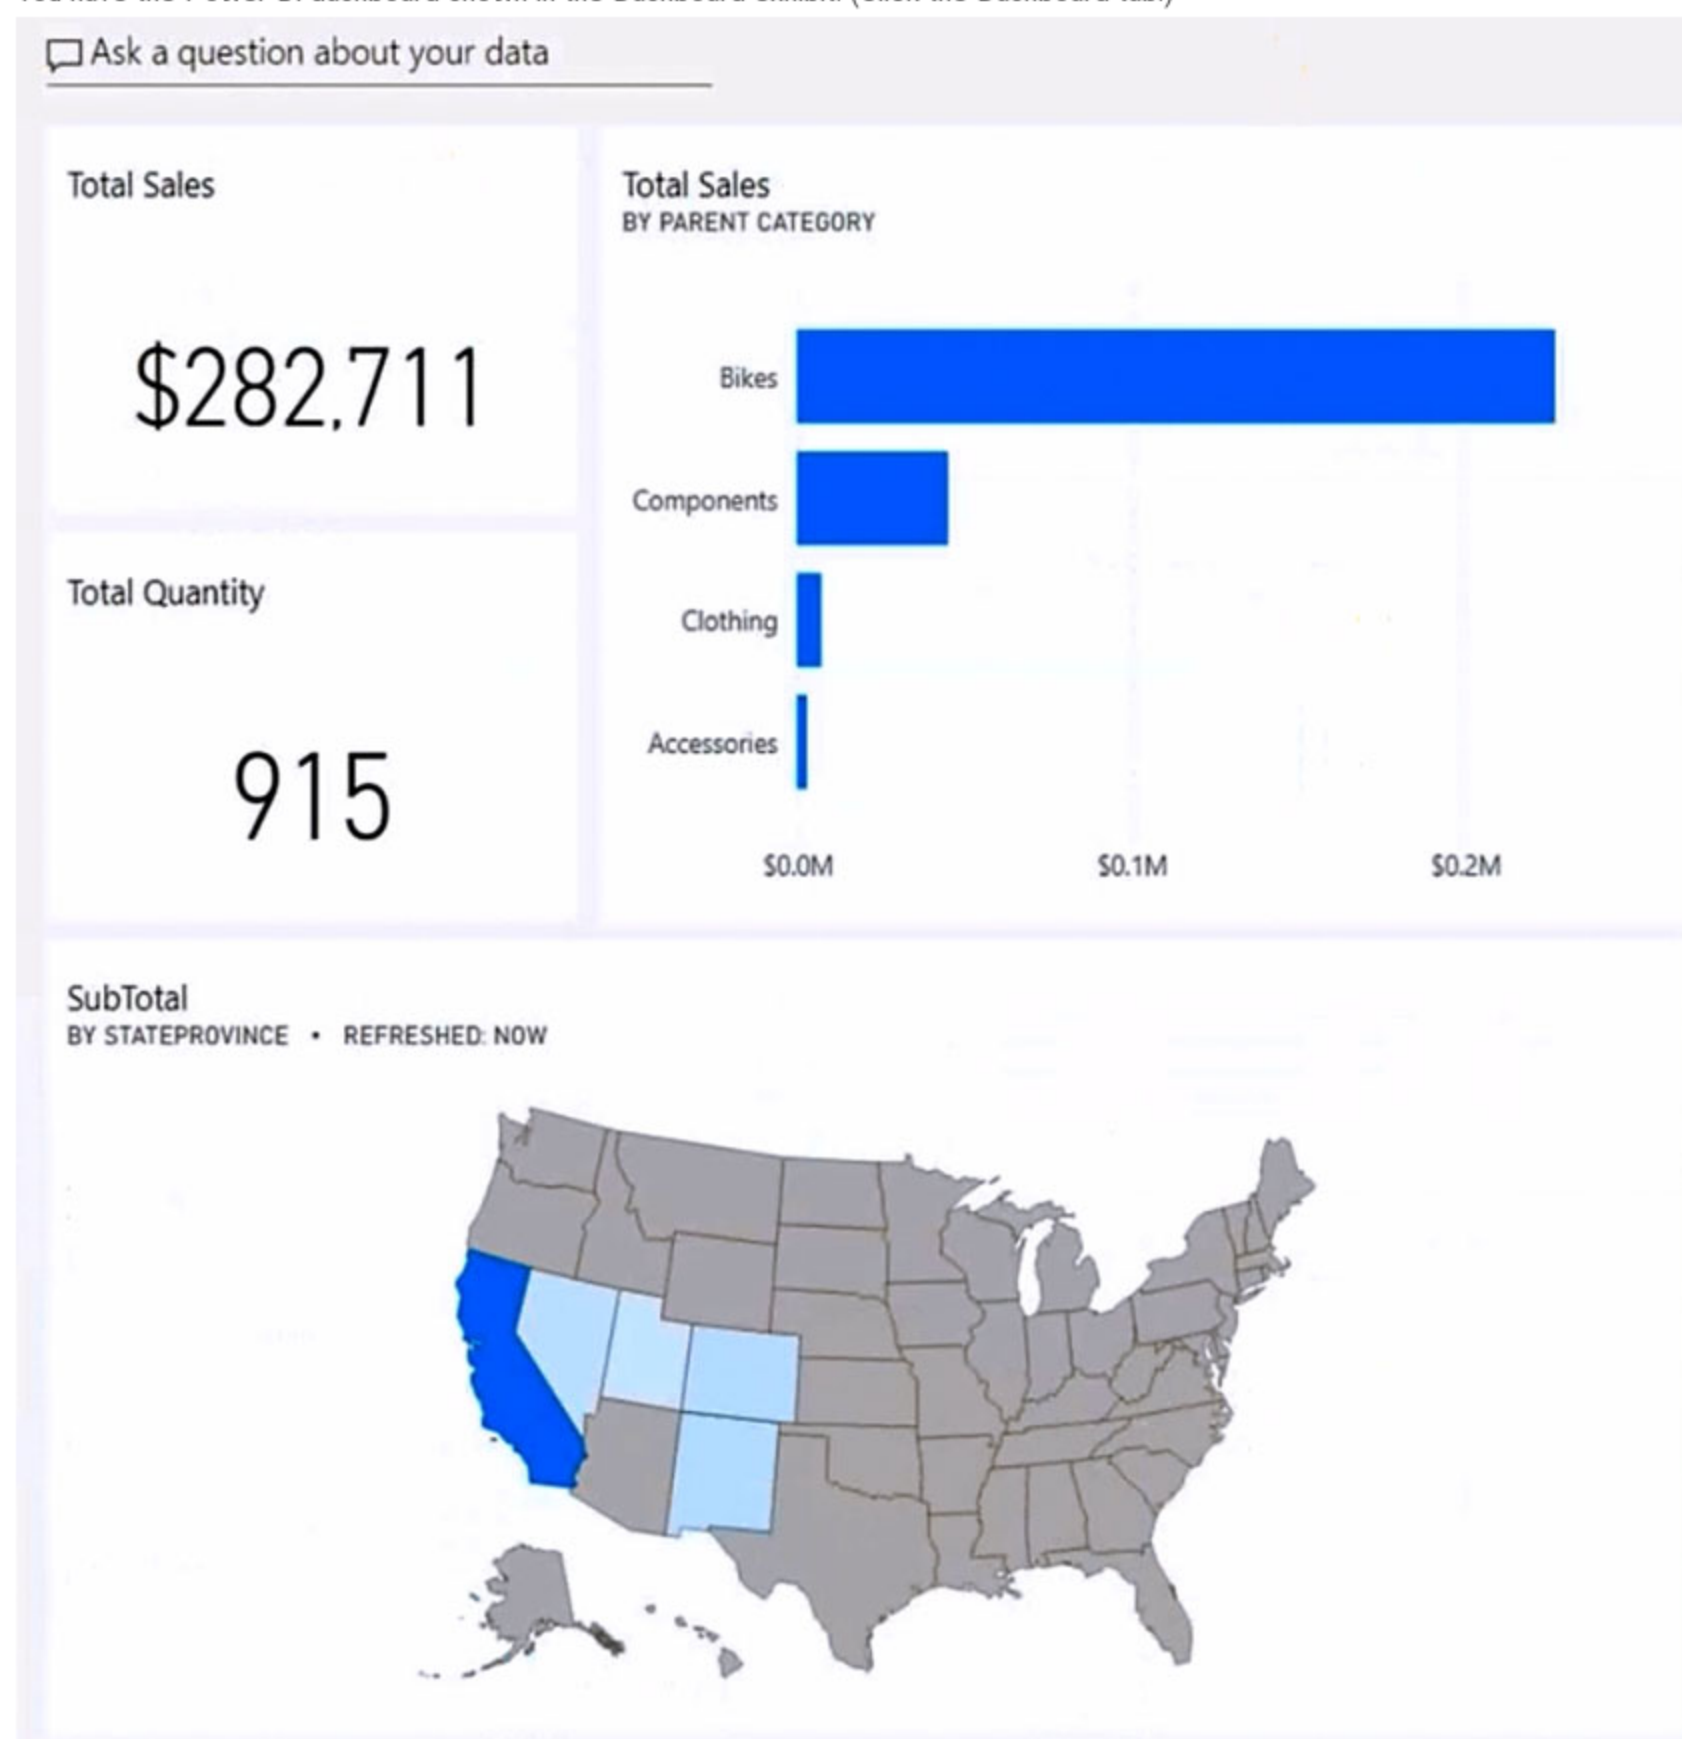 Ask a question about your data
Total Sales
$282,711
Total Quantity
915
Total Sales
BY PARENT CATEGORY
Bikes
Components
Clothing
Accessories
$0.0M $0.1M $0.2M
SubTotal
BY STATEPROVINCE • REFRESHED: NOW